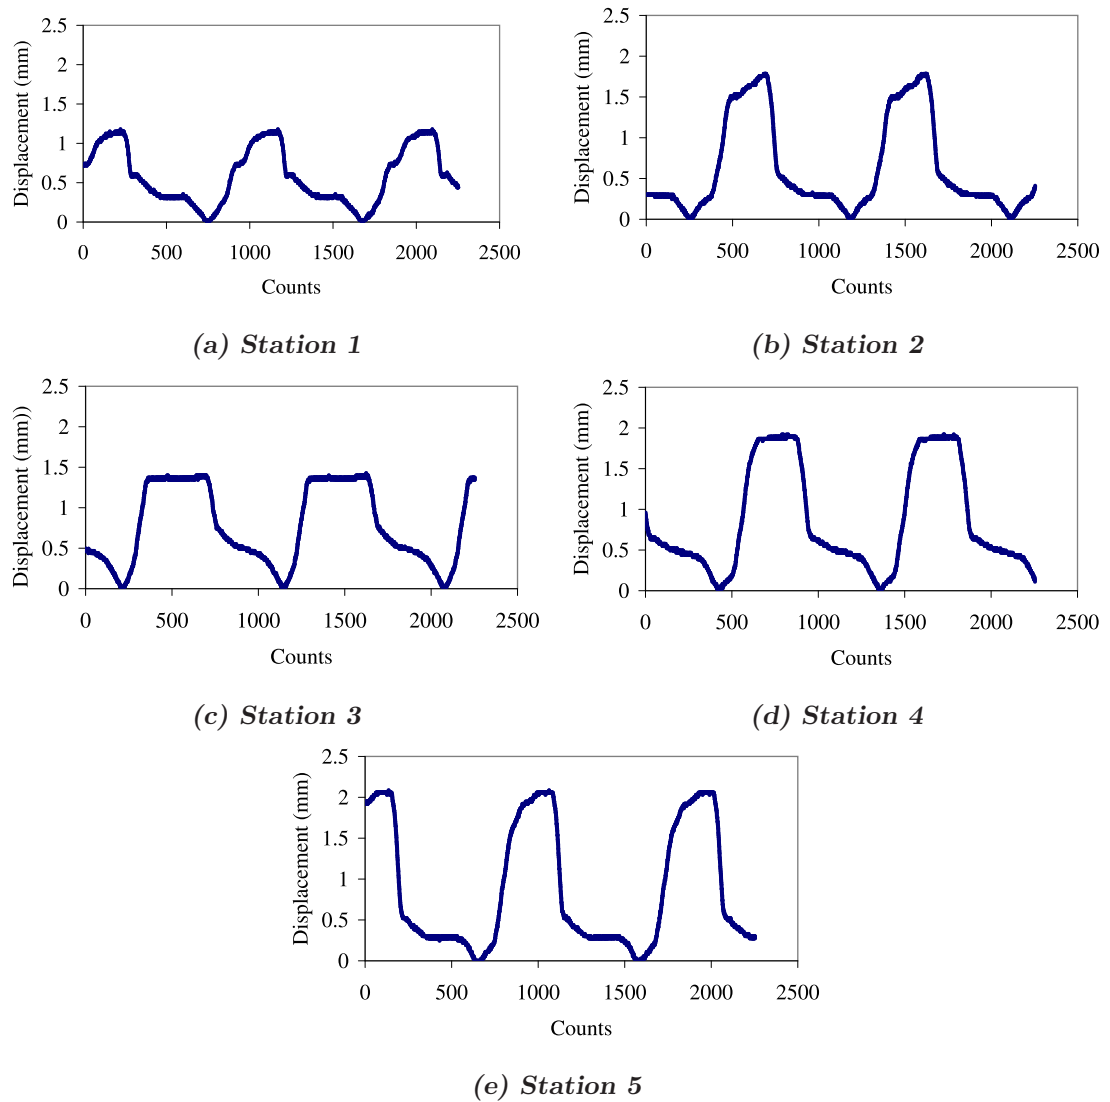 2.5
2
1.5
1
0.5
0
Displacement (mm)
0 500 1000 1500 2000 2500
Counts
(a) Station 1
2.5
2
1.5
1
0.5
0
Displacement (mm)
0 500 1000 1500 2000 2500
Counts
(b) Station 2
2.5
2
1.5
1
0.5
0
Displacement (mm))
0 500 1000 1500 2000 2500
Counts
(c) Station 3
2.5
2
1.5
1
0.5
0
Displacement (mm)
0 500 1000 1500 2000 2500
Counts
(d) Station 4
2.5
2
1.5
1
0.5
0
Displacement (mm)
0 500 1000 1500 2000 2500
Counts
(e) Station 5